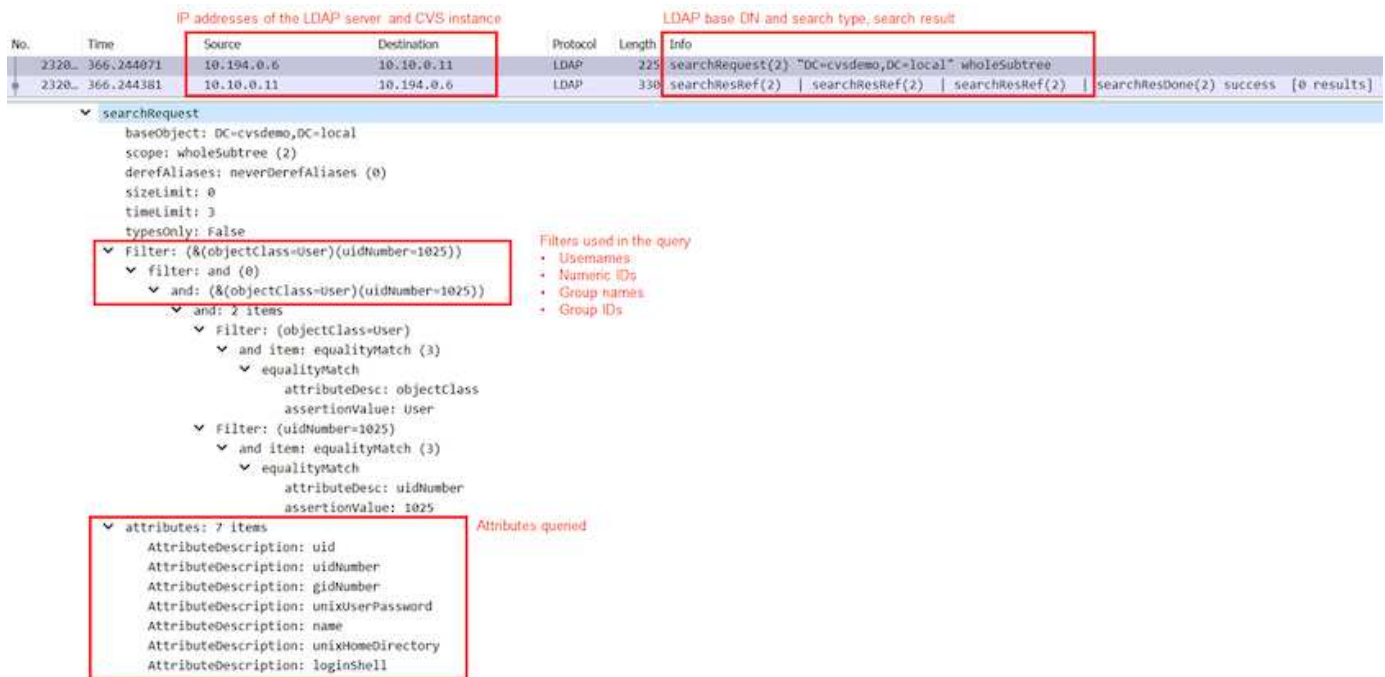 IP addresses of the LDAP server and CVS instance
LDAP base DN and search type, search result
No. Time Source Destination Protocol Length Info
2320… 366.244071 10.194.0.6 10.10.0.11 LDAP 225 searchRequest(2) "DC=cvsdemo,DC=local" wholeSubtree
2320… 366.244381 10.10.0.11 10.194.0.6 LDAP 330 searchResRef(2) | searchResRef(2) | searchResRef(2) | searchResDone(2) success [0 results]
searchRequest
baseObject: DC=cvsdemo,DC=local
scope: wholeSubtree (2)
derefAliases: neverDerefAliases (0)
sizeLimit: 0
timeLimit: 3
typesOnly: False
Filter: (&(objectClass=User)(uidNumber=1025))
filter: and (0)
and: (&(objectClass=User)(uidNumber=1025))
Filters used in the query
• Usernames
• Numeric IDs
• Group names
• Group IDs
and: 2 items
Filter: (objectClass=User)
and item: equalityMatch (3)
equalityMatch
attributeDesc: objectClass
assertionValue: User
Filter: (uidNumber=1025)
and item: equalityMatch (3)
equalityMatch
attributeDesc: uidNumber
assertionValue: 1025
attributes: 7 items
Attributes queried
AttributeDescription: uid
AttributeDescription: uidNumber
AttributeDescription: gidNumber
AttributeDescription: unixUserPassword
AttributeDescription: name
AttributeDescription: unixHomeDirectory
AttributeDescription: loginShell